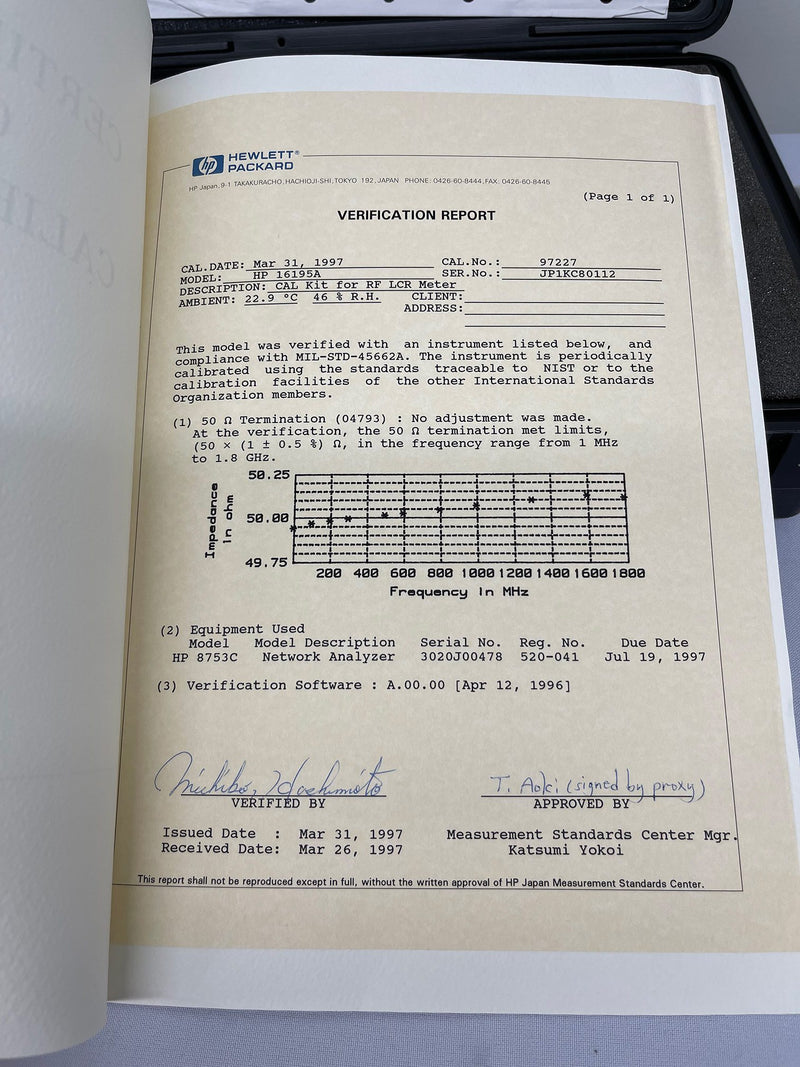 hp HEWLETT®
PACKARD
HP Japan, 9-1 TAKAKURACHO, HACHIOJI-SHI, TOKYO 192, JAPAN PHONE: 0426-60-8444, FAX: 0426-60-8445
(Page 1 of 1)
VERIFICATION REPORT
CAL.DATE: Mar 31, 1997 CAL.No.: 97227
MODEL: HP 16195A SER.No.: JP1KC80112
DESCRIPTION: CAL Kit for RF LCR Meter
AMBIENT: 22.9 °C 46 % R.H. CLIENT:
ADDRESS:
This model was verified with an instrument listed below, and
compliance with MIL-STD-45662A. The instrument is periodically
calibrated using the standards traceable to NIST or to the
calibration facilities of the other International Standards
Organization members.
(1) 50 Ω Termination (04793) : No adjustment was made.
At the verification, the 50 Ω termination met limits,
(50 × (1 ± 0.5 %) Ω, in the frequency range from 1 MHz
to 1.8 GHz.
Impedance
in ohm
50.25
50.00
49.75
200 400 600 800 1000 1200 1400 1600 1800
Frequency in MHz
(2) Equipment Used
Model Model Description Serial No. Reg. No. Due Date
HP 8753C Network Analyzer 3020J00478 520-041 Jul 19, 1997
(3) Verification Software : A.00.00 [Apr 12, 1996]
Michiko Hashimoto T. Aoki (signed by proxy)
VERIFIED BY APPROVED BY
Issued Date : Mar 31, 1997 Measurement Standards Center Mgr.
Received Date: Mar 26, 1997 Katsumi Yokoi
This report shall not be reproduced except in full, without the written approval of HP Japan Measurement Standards Center.